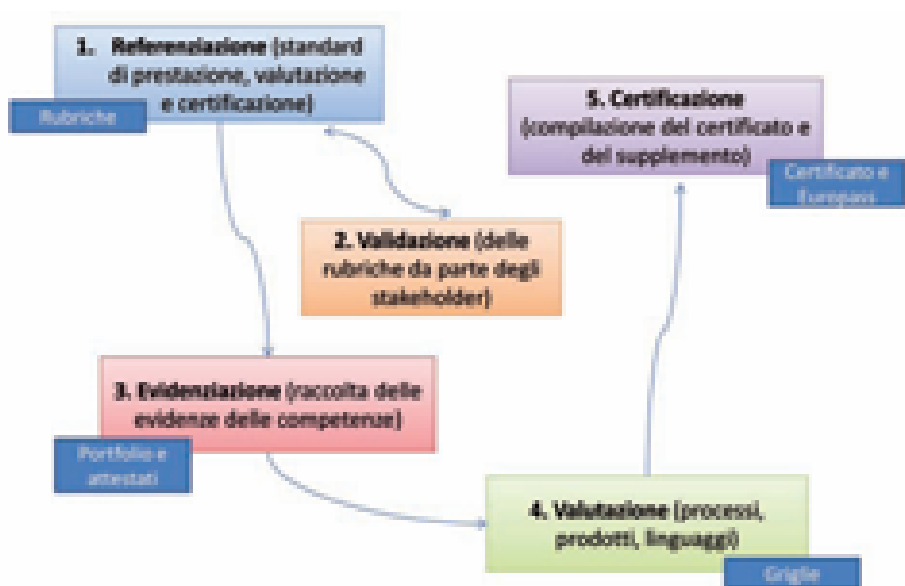 1. Referenziazione (standard
di prestazione, valutazione
e certificazione)
Rubriche
5. Certificazione
(compilazione del certificato e
del supplemento)
Certificato e
Europass
2. Validazione (delle
rubriche da parte degli
stakeholder)
3. Evidenziazione (raccolta delle
evidenze delle competenze)
Portfolio e
attestati
4. Valutazione (processi,
prodotti, linguaggi)
Griglie